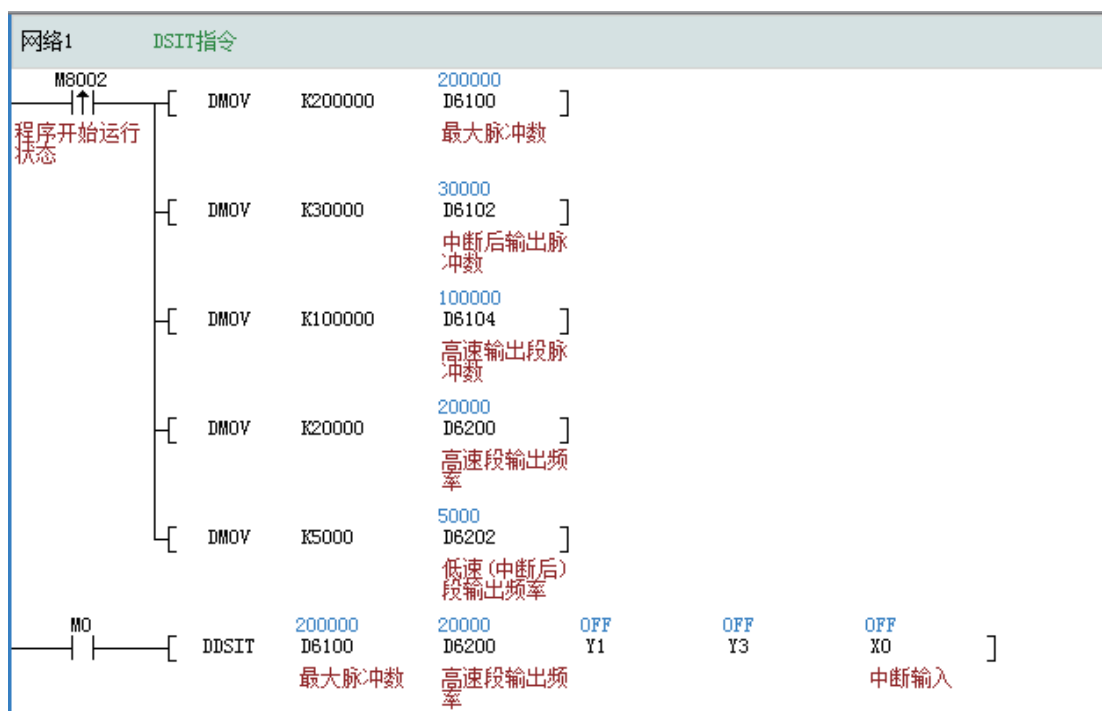 网络1 DSIT指令
M8002 200000
[ DMOV K200000 D6100 ]
程序开始运行 最大脉冲数
状态
30000
[ DMOV K30000 D6102 ]
中断后输出脉
冲数
100000
[ DMOV K100000 D6104 ]
高速输出段脉
冲数
20000
[ DMOV K20000 D6200 ]
高速段输出频
率
5000
[ DMOV K5000 D6202 ]
低速(中断后)
段输出频率
M0 200000 20000 OFF OFF OFF
[ DDSIT D6100 D6200 Y1 Y3 X0 ]
最大脉冲数 高速段输出频 中断输入
率